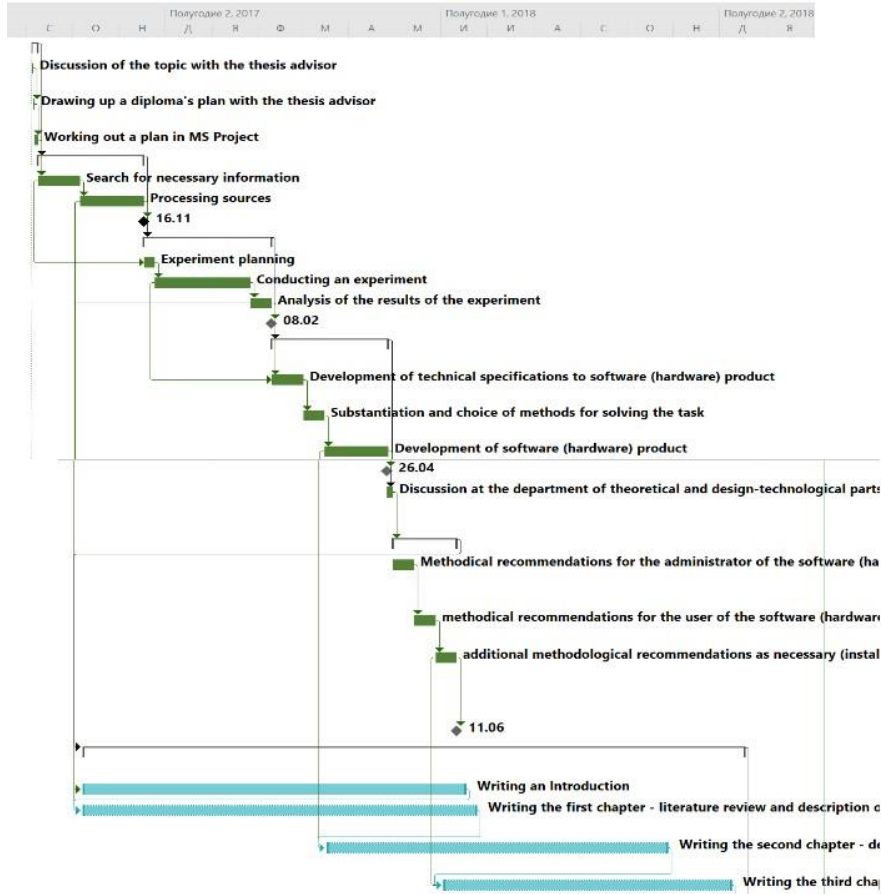 Полугодие 2, 2017 Полугодие 1, 2018 Полугодие 2, 2018
С О Н Д Я Ф М А М И И А С О Н Д Я
Discussion of the topic with the thesis advisor
Drawing up a diploma's plan with the thesis advisor
Working out a plan in MS Project
Search for necessary information
Processing sources
16.11
Experiment planning
Conducting an experiment
Analysis of the results of the experiment
08.02
Development of technical specifications to software (hardware) product
Substantiation and choice of methods for solving the task
Development of software (hardware) product
26.04
Discussion at the department of theoretical and design-technological parts
Methodical recommendations for the administrator of the software (ha
methodical recommendations for the user of the software (hardware
additional methodological recommendations as necessary (instal
11.06
Writing an Introduction
Writing the first chapter - literature review and description o
Writing the second chapter - de
Writing the third cha